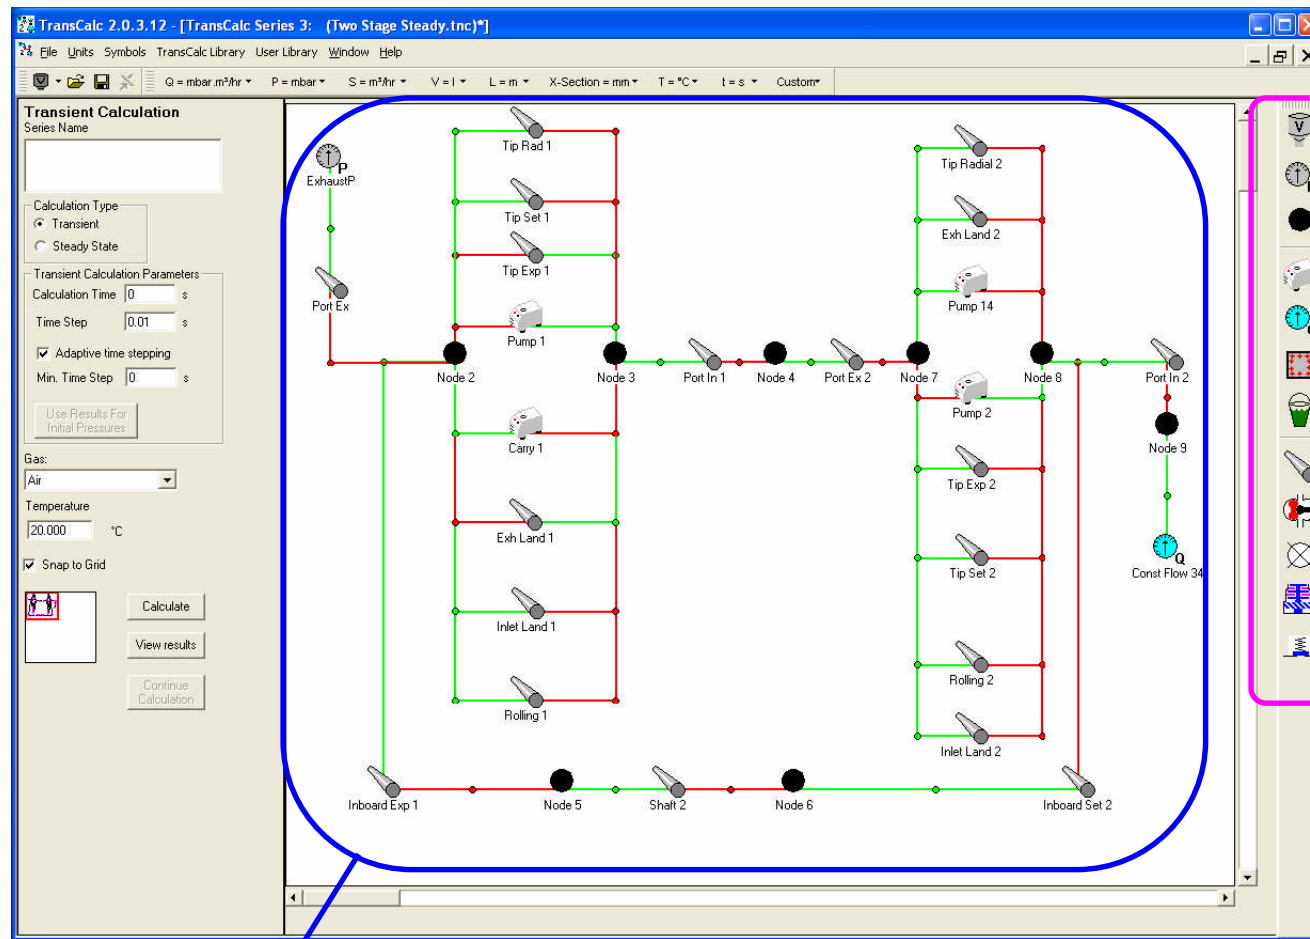 TransCalc 2.0.3.12 - [TransCalc Series 3: (Two Stage Steady.tnc)*]
File Units Symbols TransCalc Library User Library Window Help
Q = mbar.m³/hr P = mbar S = m³/hr V = l L = m X-Section = mm T = °C t = s Custom
Transient Calculation
Series Name
Calculation Type
Transient
Steady State
Transient Calculation Parameters
Calculation Time 0 s
Time Step 0.01 s
Adaptive time stepping
Min. Time Step 0 s
Use Results For
Initial Pressures
Gas:
Air
Temperature
20.000 °C
Snap to Grid
Calculate
View results
Continue
Calculation
P
ExhaustP
Port Ex
Tip Rad 1
Tip Set 1
Tip Exp 1
Pump 1
Node 2
Node 3
Port In 1
Node 4
Port Ex 2
Node 7
Node 8
Port In 2
Carry 1
Exh Land 1
Inlet Land 1
Rolling 1
Tip Radial 2
Exh Land 2
Pump 14
Pump 2
Tip Exp 2
Tip Set 2
Rolling 2
Inlet Land 2
Node 9
Q
Const Flow 34
Inboard Exp 1
Node 5
Shaft 2
Node 6
Inboard Set 2
V